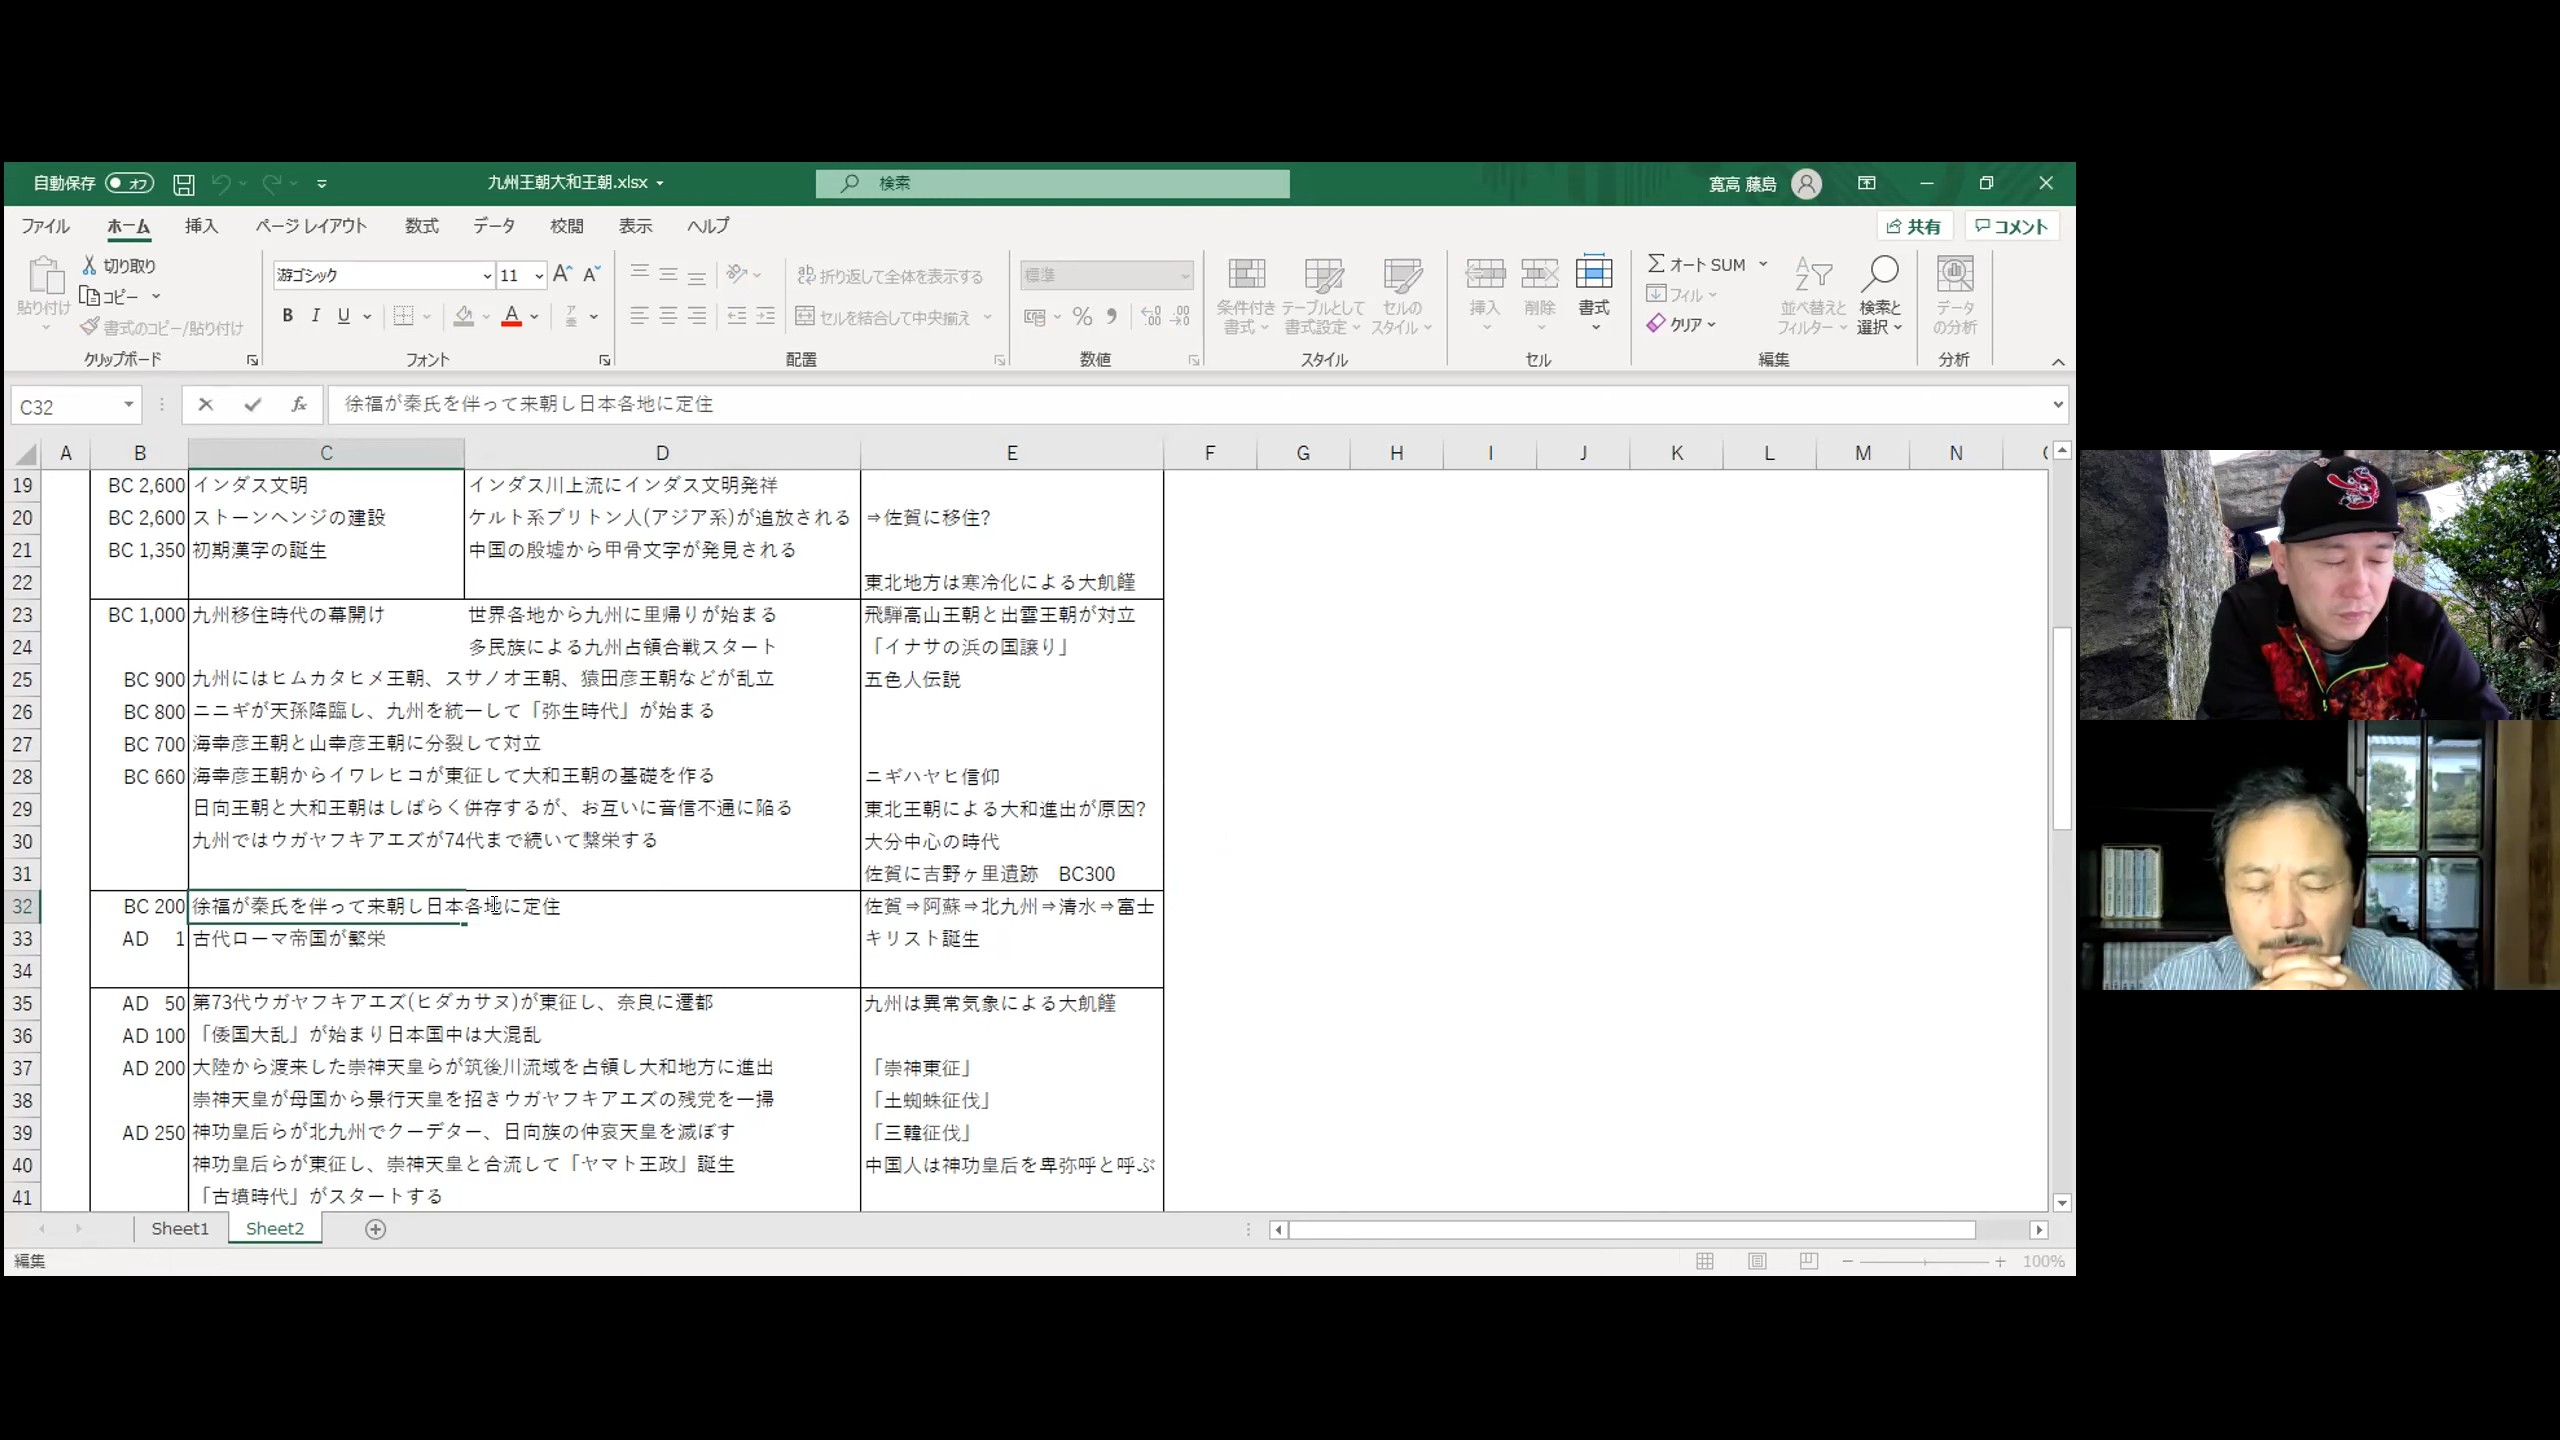 自動保存 オフ 九州王朝大和王朝.xlsx 検索 寛高 藤島
ファイル ホーム 挿入 ページ レイアウト 数式 データ 校閲 表示 ヘルプ 共有 コメント
貼り付け 切り取り コピー 書式のコピー/貼り付け
游ゴシック 11
B I U
折り返して全体を表示する
セルを結合して中央揃え
標準
条件付き書式 テーブルとして書式設定 セルのスタイル
挿入 削除 書式
オート SUM
フィル
クリア
並べ替えとフィルター 検索と選択
データの分析
クリップボード フォント 配置 数値 スタイル セル 編集 分析
C32 fx 徐福が秦氏を伴って来朝し日本各地に定住
A B C D E F G H I J K L M N
19 BC 2,600 インダス文明 インダス川上流にインダス文明発祥
20 BC 2,600 ストーンヘンジの建設 ケルト系ブリトン人(アジア系)が追放される ⇒佐賀に移住?
21 BC 1,350 初期漢字の誕生 中国の殷墟から甲骨文字が発見される
22 東北地方は寒冷化による大飢饉
23 BC 1,000 九州移住時代の幕開け 世界各地から九州に里帰りが始まる 飛騨高山王朝と出雲王朝が対立
24 多民族による九州占領合戦スタート 「イナサの浜の国譲り」
25 BC 900 九州にはヒムカタヒメ王朝、スサノオ王朝、猿田彦王朝などが乱立 五色人伝説
26 BC 800 ニニギが天孫降臨し、九州を統一して「弥生時代」が始まる
27 BC 700 海幸彦王朝と山幸彦王朝に分裂して対立
28 BC 660 海幸彦王朝からイワレヒコが東征して大和王朝の基礎を作る ニギハヤヒ信仰
29 日向王朝と大和王朝はしばらく併存するが、お互いに音信不通に陥る 東北王朝による大和進出が原因?
30 九州ではウガヤフキアエズが74代まで続いて繁栄する 大分中心の時代
31 佐賀に吉野ヶ里遺跡 BC300
32 BC 200 徐福が秦氏を伴って来朝し日本各地に定住 佐賀⇒阿蘇⇒北九州⇒清水⇒富士
33 AD 1 古代ローマ帝国が繁栄 キリスト誕生
34
35 AD 50 第73代ウガヤフキアエズ(ヒダカサヌ)が東征し、奈良に遷都 九州は異常気象による大飢饉
36 AD 100 「倭国大乱」が始まり日本国中は大混乱
37 AD 200 大陸から渡来した崇神天皇らが筑後川流域を占領し大和地方に進出 「崇神東征」
38 崇神天皇が母国から景行天皇を招きウガヤフキアエズの残党を一掃 「土蜘蛛征伐」
39 AD 250 神功皇后らが北九州でクーデター、日向族の仲哀天皇を滅ぼす 「三韓征伐」
40 神功皇后らが東征し、崇神天皇と合流して「ヤマト王政」誕生 中国人は神功皇后を卑弥呼と呼ぶ
41 「古墳時代」がスタートする
Sheet1 Sheet2
編集 100%